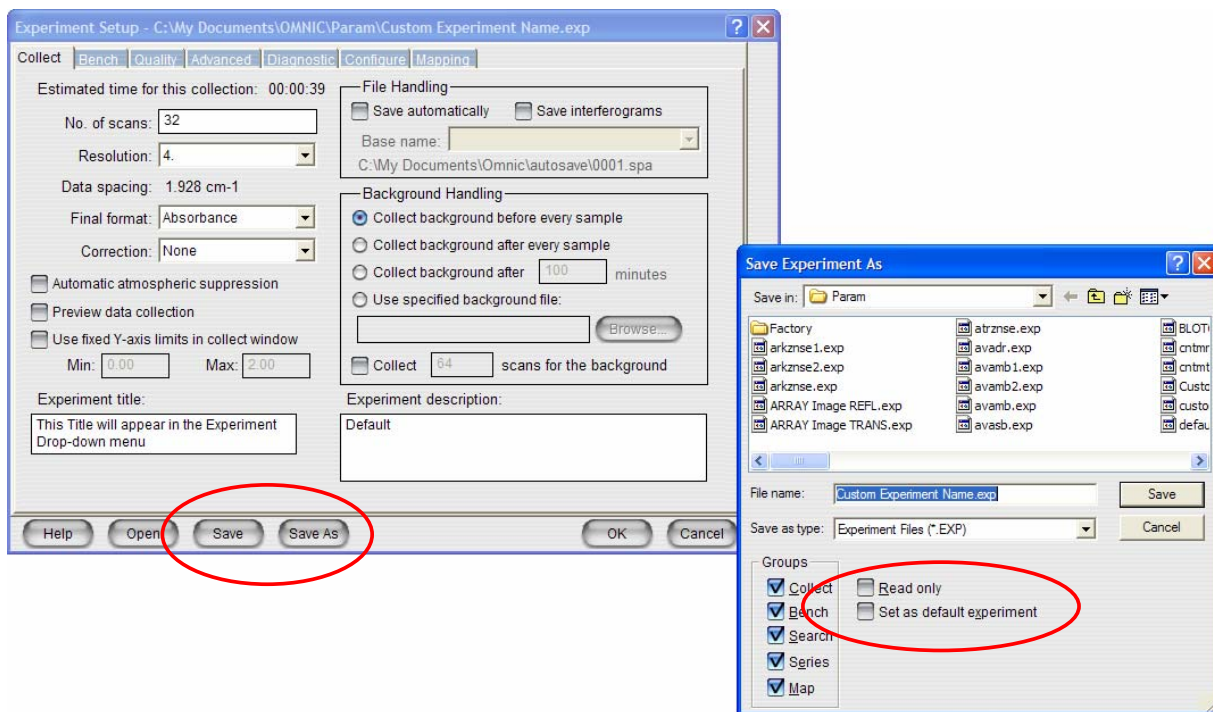 Experiment Setup - C:\My Documents\OMNIC\Param\Custom Experiment Name.exp
Collect Bench Quality Advanced Diagnostic Configure Mapping
Estimated time for this collection: 00:00:39
No. of scans: 32
Resolution: 4.
Data spacing: 1.928 cm-1
Final format: Absorbance
Correction: None
Automatic atmospheric suppression
Preview data collection
Use fixed Y-axis limits in collect window
Min: 0.00 Max: 2.00
Experiment title:
This Title will appear in the Experiment
Drop-down menu
File Handling
Save automatically Save interferograms
Base name:
C:\My Documents\Omnic\autosave\0001.spa
Background Handling
Collect background before every sample
Collect background after every sample
Collect background after 100 minutes
Use specified background file:
Browse...
Collect 64 scans for the background
Experiment description:
Default
Help Open Save Save As OK Cancel
Save Experiment As
Save in: Param
Factory atrznse.exp BLOT
arkznse1.exp avadr.exp cntmr
arkznse2.exp avamb1.exp cntmt
arkznse.exp avamb2.exp Custo
ARRAY Image REFL.exp avamb.exp custo
ARRAY Image TRANS.exp avasb.exp defau
File name: Custom Experiment Name.exp Save
Save as type: Experiment Files (*.EXP) Cancel
Groups
Collect Read only
Bench Set as default experiment
Search
Series
Map